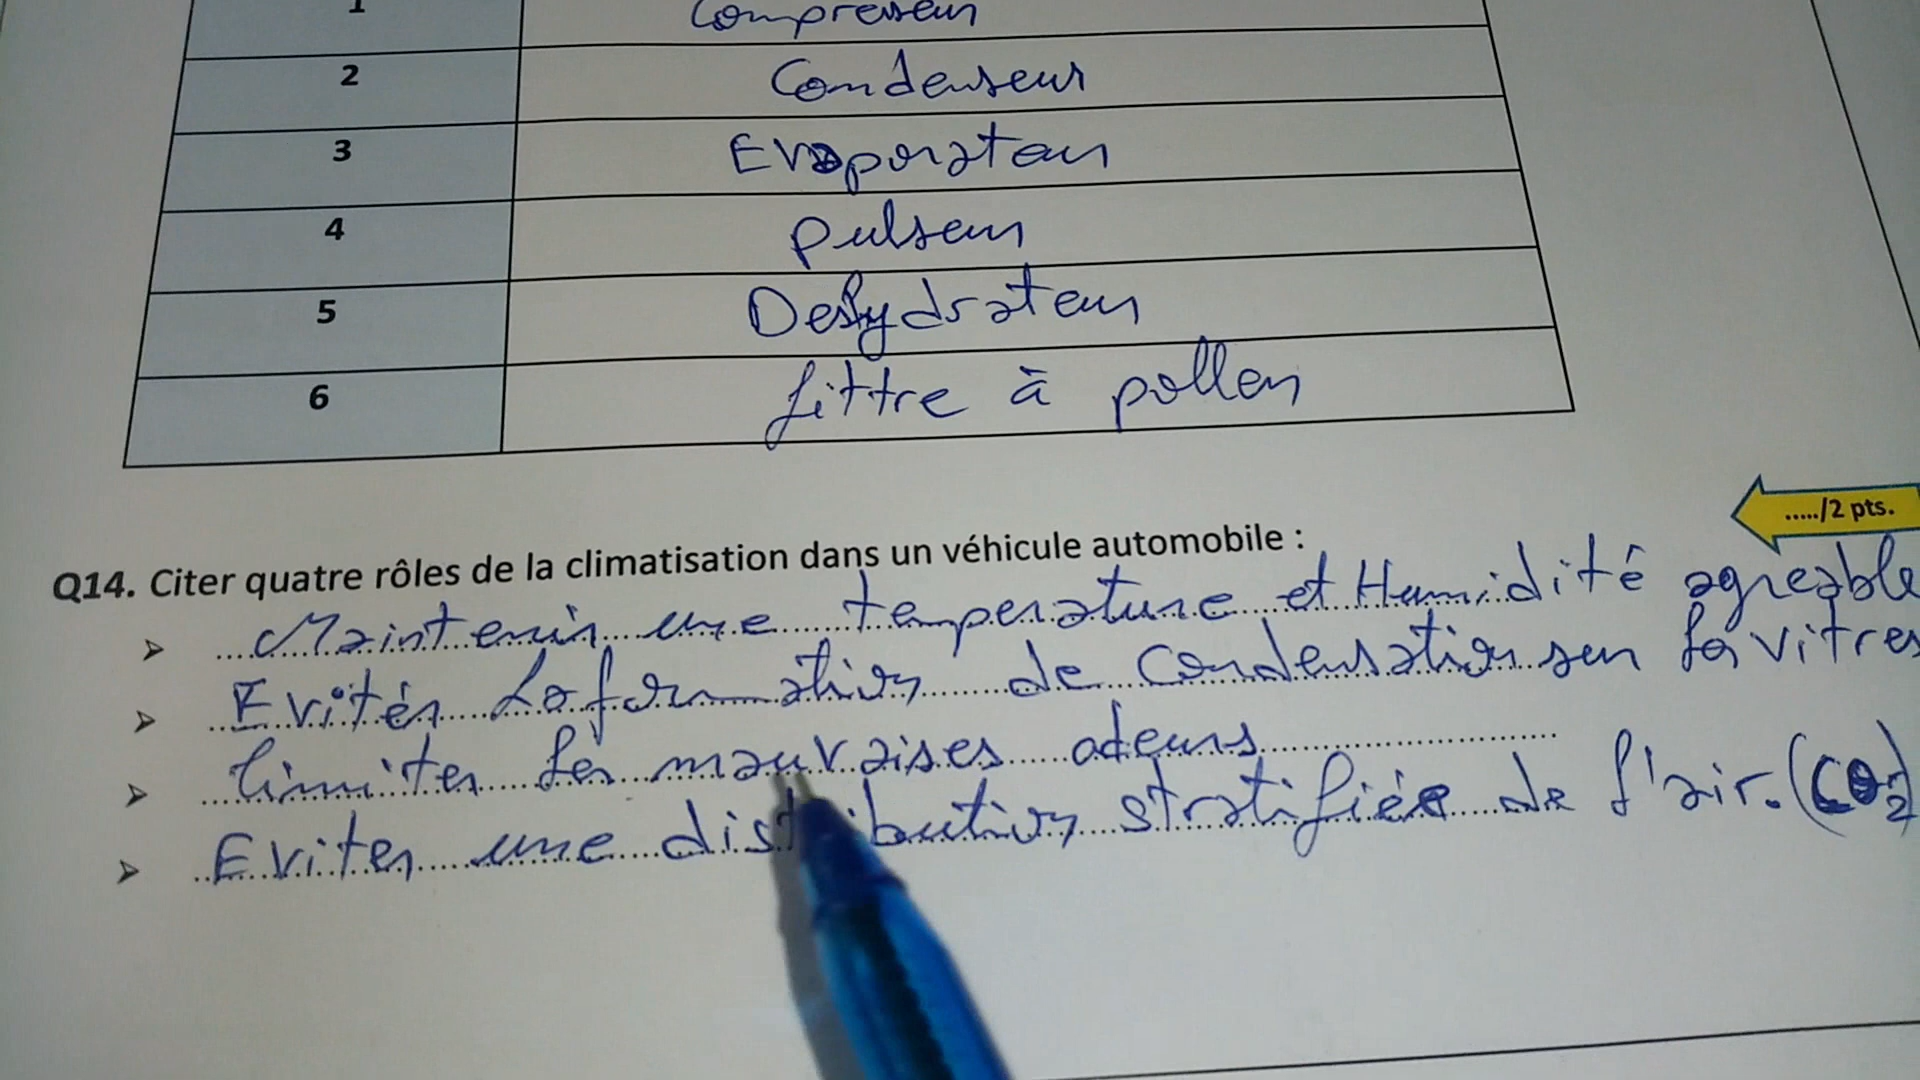 1 Compresseur
2 Condenseur
3 Evaporateur
4 Pulseur
5 Deshydrateur
6 filtre à pollen
...../2 pts.
Q14. Citer quatre rôles de la climatisation dans un véhicule automobile :
➢ Maintenir une temperature et Humidité agreable
➢ Eviter la formation de Condensation sur les vitres
➢ limiter les mauvaises odeurs
➢ Eviter une distribution stratifiée de l'air. (CO2)